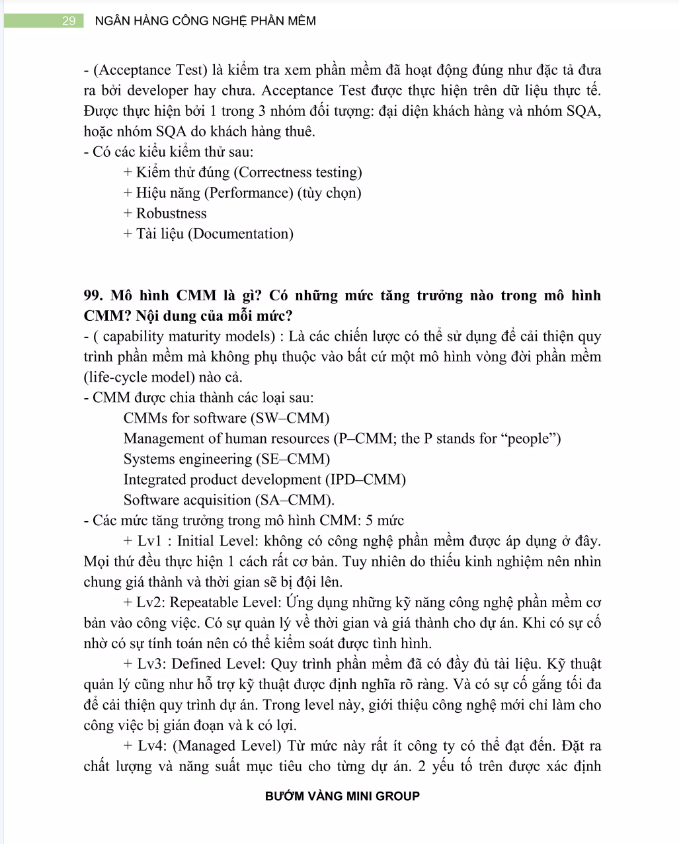 29 NGÂN HÀNG CÔNG NGHỆ PHẦN MỀM
- (Acceptance Test) là kiểm tra xem phần mềm đã hoạt động đúng như đặc tả đưa
ra bởi developer hay chưa. Acceptance Test được thực hiện trên dữ liệu thực tế.
Được thực hiện bởi 1 trong 3 nhóm đối tượng: đại diện khách hàng và nhóm SQA,
hoặc nhóm SQA do khách hàng thuê.
- Có các kiểu kiểm thử sau:
+ Kiểm thử đúng (Correctness testing)
+ Hiệu năng (Performance) (tùy chọn)
+ Robustness
+ Tài liệu (Documentation)
99. Mô hình CMM là gì? Có những mức tăng trưởng nào trong mô hình
CMM? Nội dung của mỗi mức?
- ( capability maturity models) : Là các chiến lược có thể sử dụng để cải thiện quy
trình phần mềm mà không phụ thuộc vào bất cứ một mô hình vòng đời phần mềm
(life-cycle model) nào cả.
- CMM được chia thành các loại sau:
CMMs for software (SW–CMM)
Management of human resources (P–CMM; the P stands for “people”)
Systems engineering (SE–CMM)
Integrated product development (IPD–CMM)
Software acquisition (SA–CMM).
- Các mức tăng trưởng trong mô hình CMM: 5 mức
+ Lv1 : Initial Level: không có công nghệ phần mềm được áp dụng ở đây.
Mọi thứ đều thực hiện 1 cách rất cơ bản. Tuy nhiên do thiếu kinh nghiệm nên nhìn
chung giá thành và thời gian sẽ bị đội lên.
+ Lv2: Repeatable Level: Ứng dụng những kỹ năng công nghệ phần mềm cơ
bản vào công việc. Có sự quản lý về thời gian và giá thành cho dự án. Khi có sự cố
nhờ có sự tính toán nên có thể kiểm soát được tình hình.
+ Lv3: Defined Level: Quy trình phần mềm đã có đầy đủ tài liệu. Kỹ thuật
quản lý cũng như hỗ trợ kỹ thuật được định nghĩa rõ ràng. Và có sự cố gắng tối đa
để cải thiện quy trình dự án. Trong level này, giới thiệu công nghệ mới chỉ làm cho
công việc bị gián đoạn và k có lợi.
+ Lv4: (Managed Level) Từ mức này rất ít công ty có thể đạt đến. Đặt ra
chất lượng và năng suất mục tiêu cho từng dự án. 2 yếu tố trên được xác định
BƯỚM VÀNG MINI GROUP